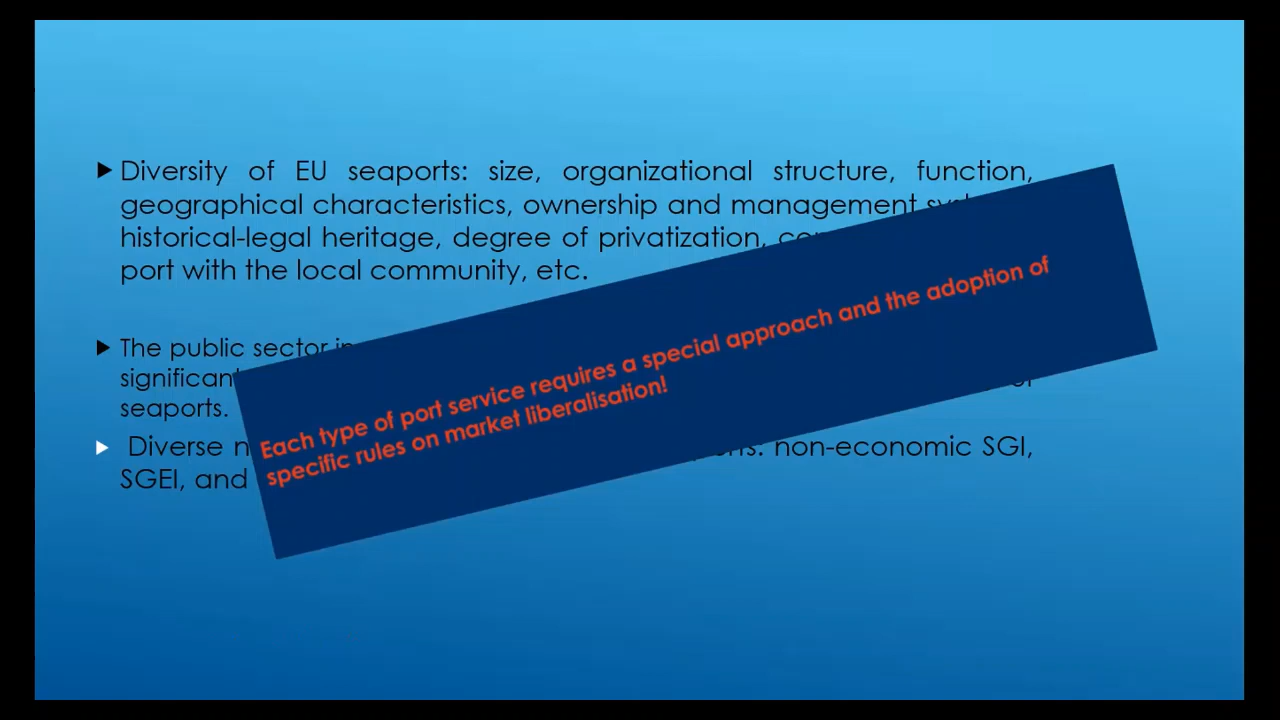 Diversity of EU seaports: size, organizational structure, function,
geographical characteristics, ownership and management
historical-legal heritage, degree of privatization,
port with the local community, etc.
The public sector
significant
seaports.
Diverse non-economic SGI,
SGEI, and
Each type of port service requires a special approach and the adoption of
specific rules on market liberalisation!